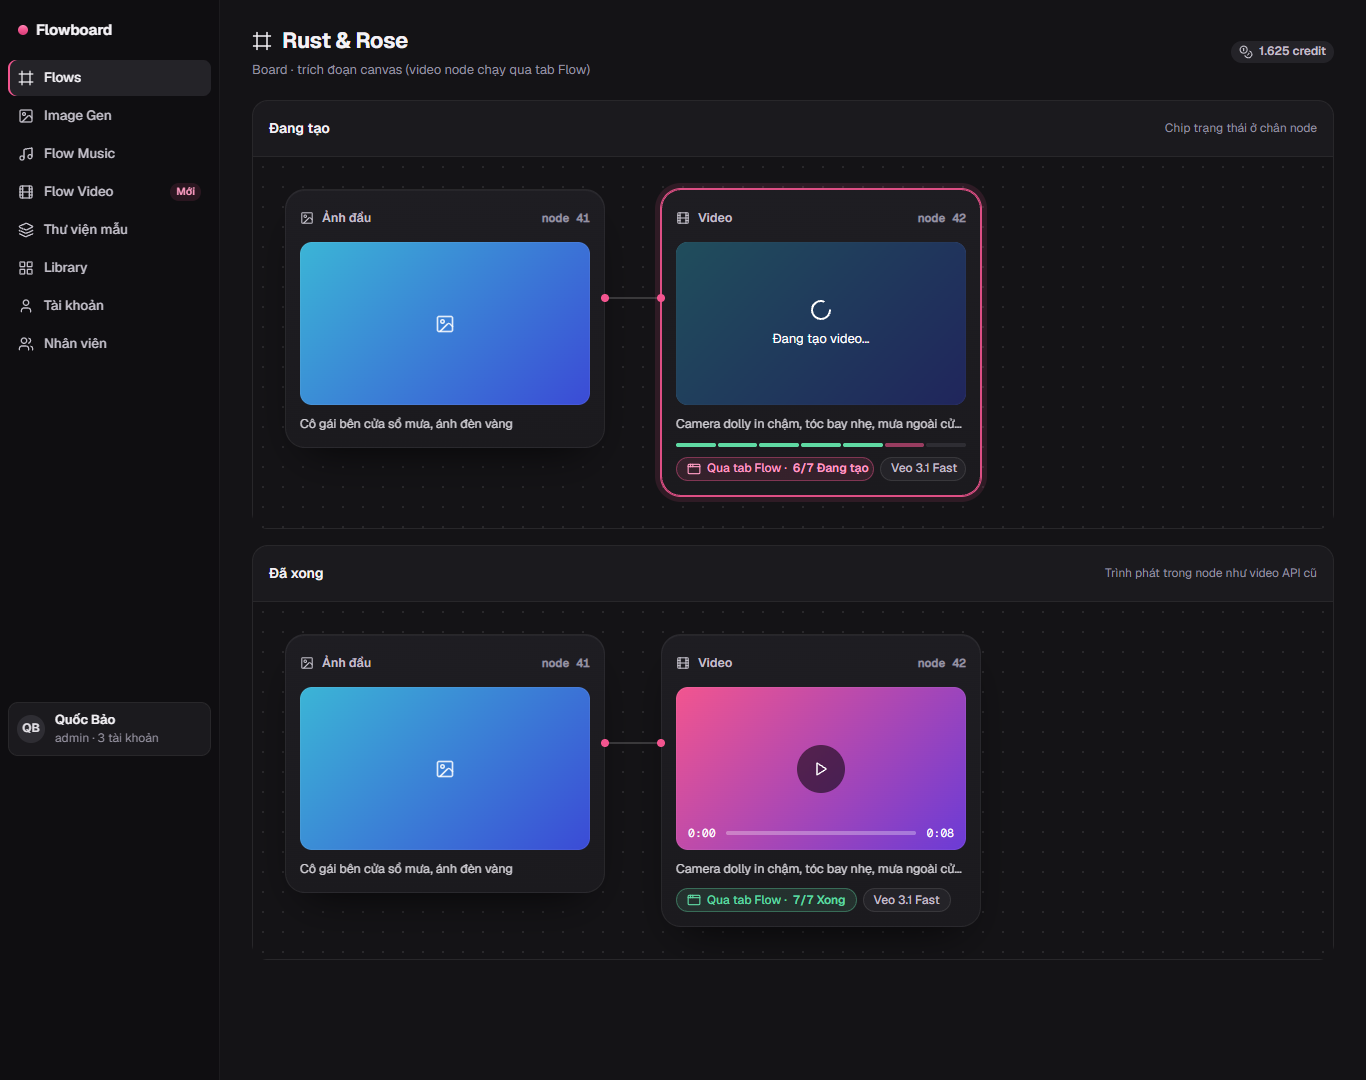 Flowboard
Flows
Image Gen
Flow Music
Flow Video
Mới
Thư viện mẫu
Library
Tài khoản
Nhân viên
QB
Quốc Bảo
admin · 3 tài khoản
Rust & Rose
Board · trích đoạn canvas (video node chạy qua tab Flow)
1.625 credit
Đang tạo
Chip trạng thái ở chân node
Ảnh đầu
node 41
Cô gái bên cửa sổ mưa, ánh đèn vàng
Video
node 42
Đang tạo video…
Camera dolly in chậm, tóc bay nhẹ, mưa ngoài cử…
Qua tab Flow · 6/7 Đang tạo
Veo 3.1 Fast
Đã xong
Trình phát trong node như video API cũ
Ảnh đầu
node 41
Cô gái bên cửa sổ mưa, ánh đèn vàng
Video
node 42
0:00
0:08
Camera dolly in chậm, tóc bay nhẹ, mưa ngoài cử…
Qua tab Flow · 7/7 Xong
Veo 3.1 Fast